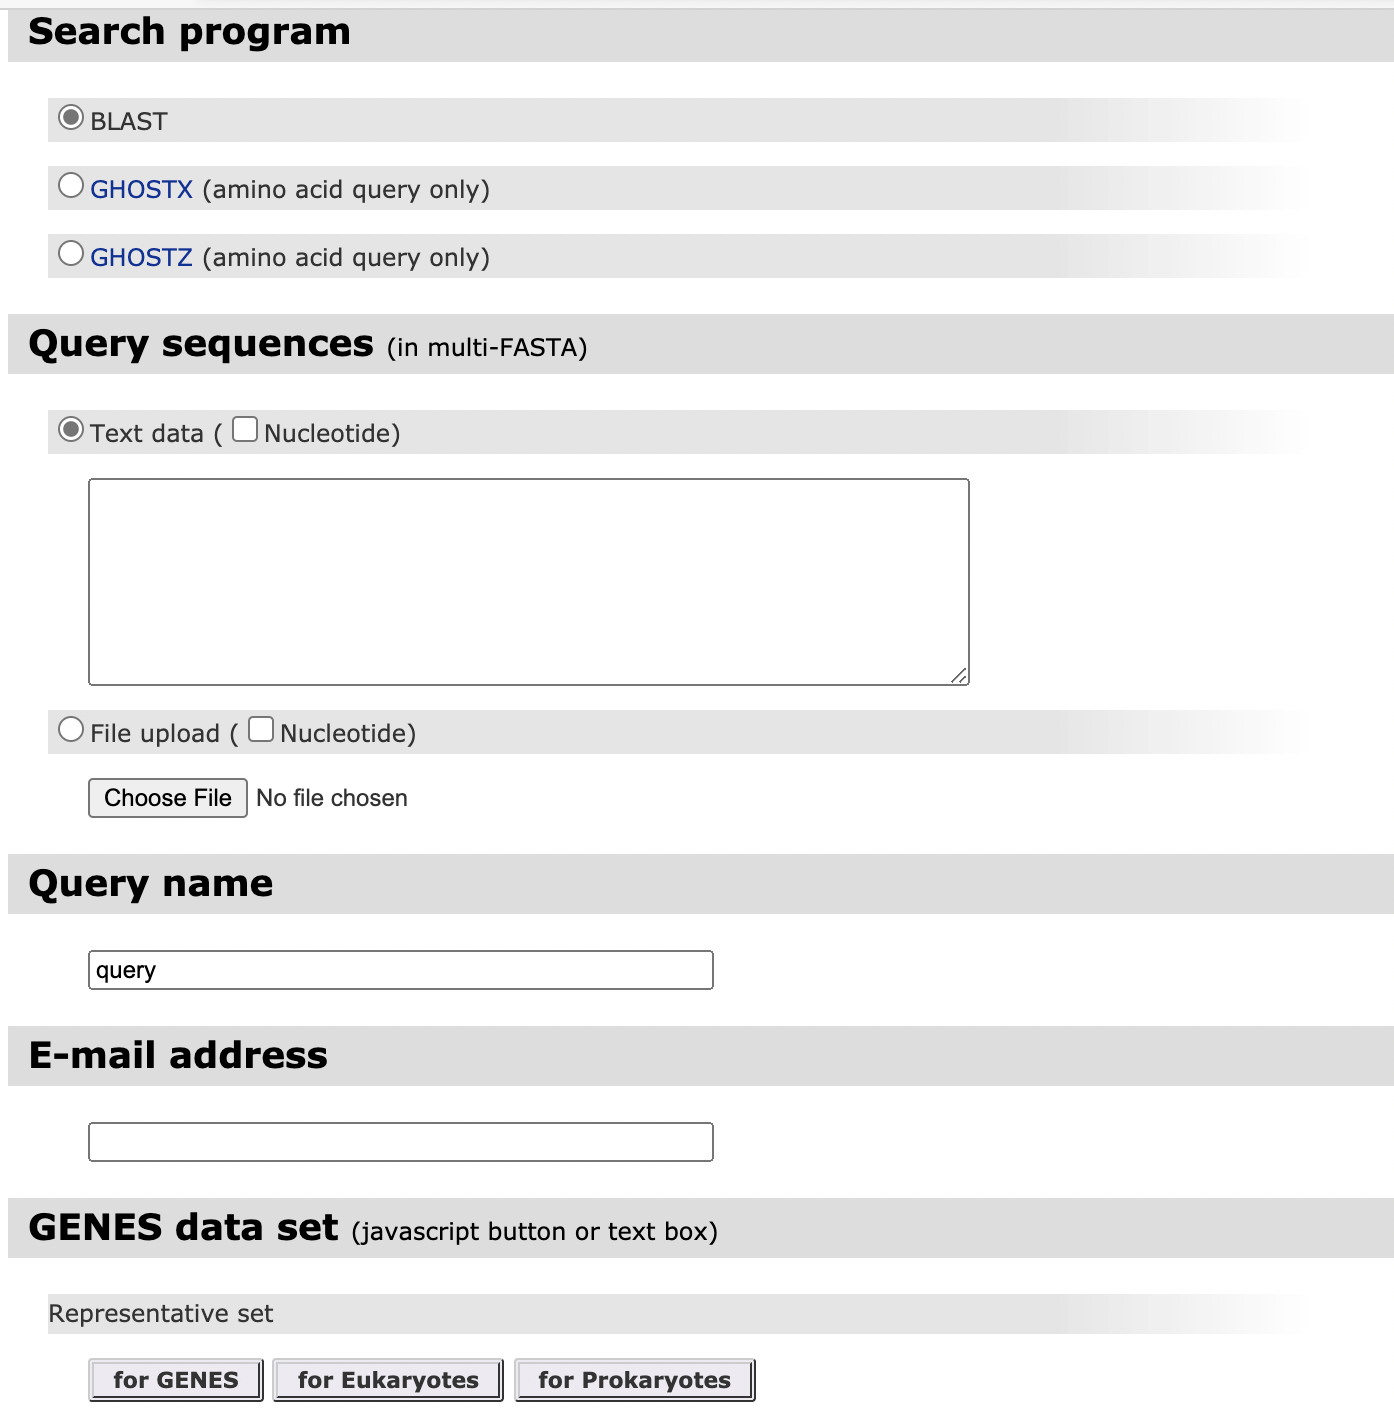 Search program
BLAST
GHOSTX (amino acid query only)
GHOSTZ (amino acid query only)
Query sequences (in multi-FASTA)
Text data ( Nucleotide)
File upload ( Nucleotide)
Choose File No file chosen
Query name
query
E-mail address
GENES data set (javascript button or text box)
Representative set
for GENES for Eukaryotes for Prokaryotes